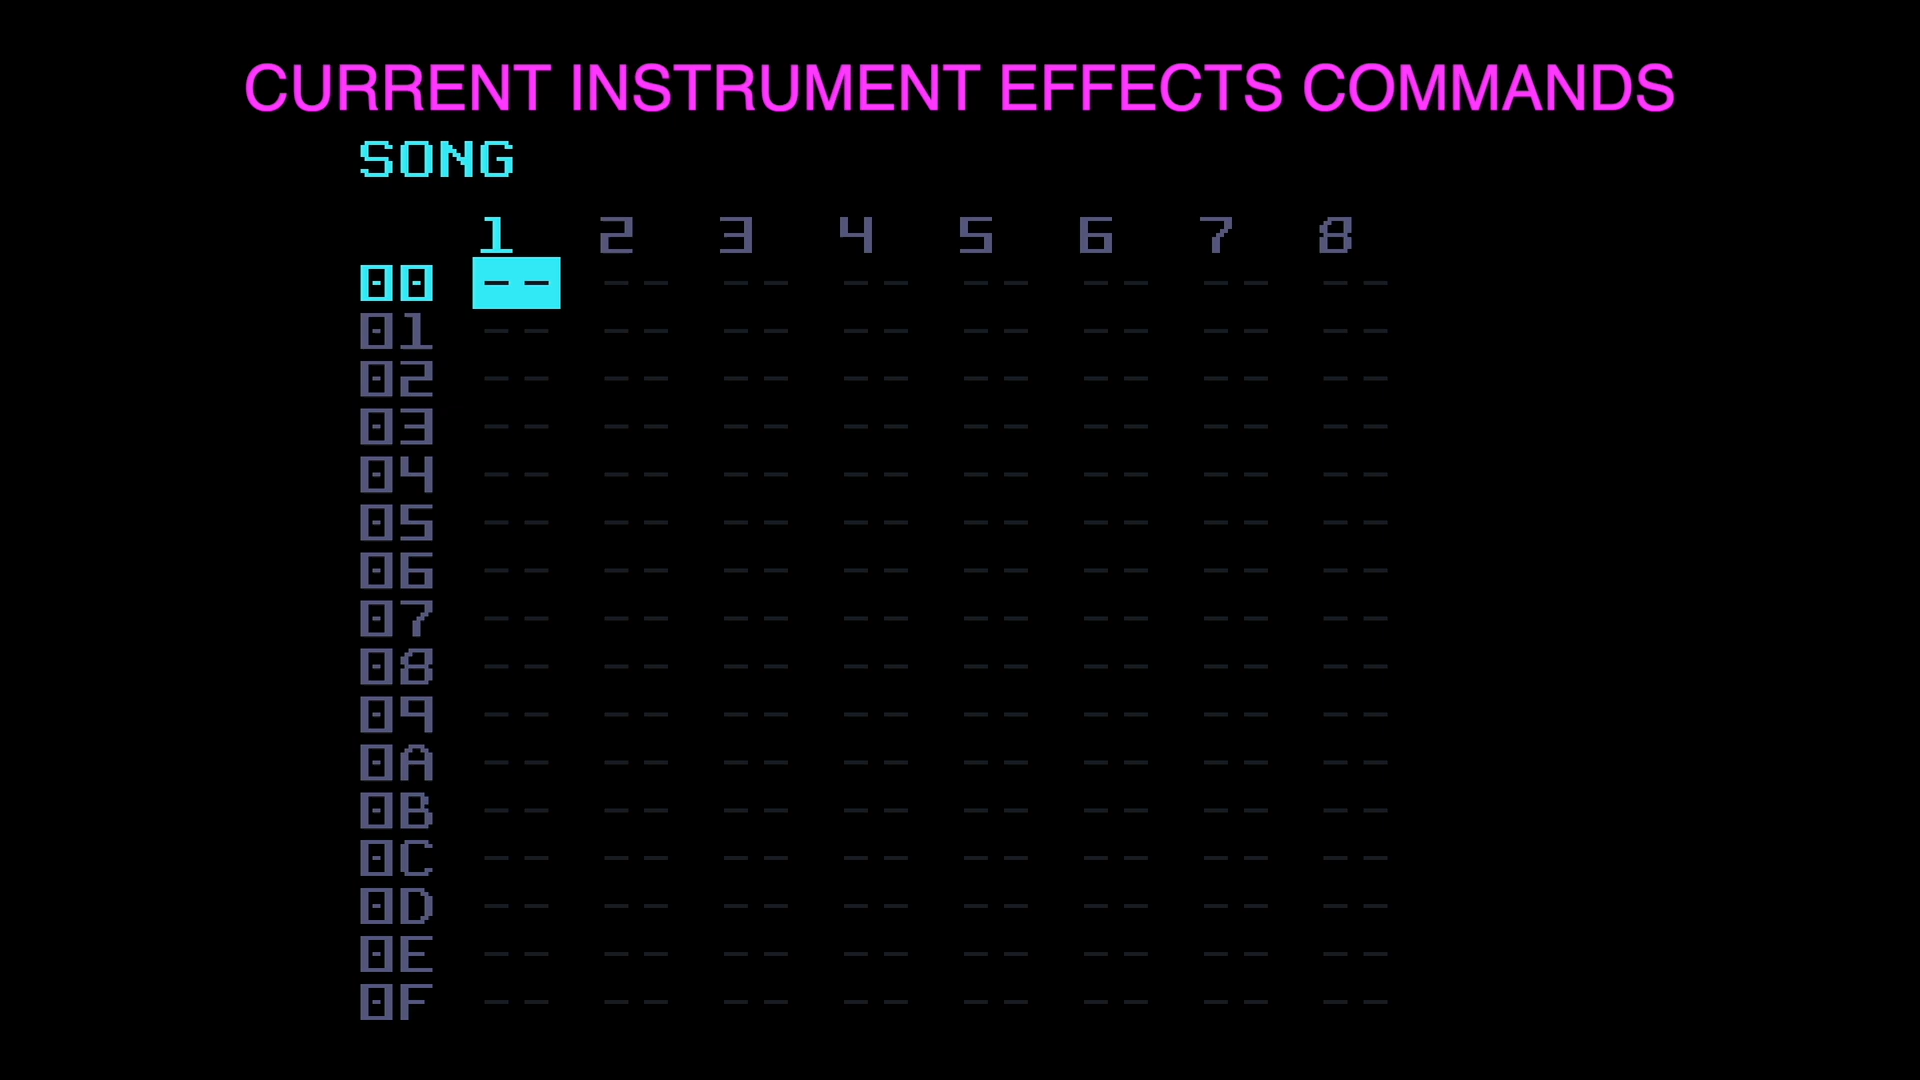 CURRENT INSTRUMENT EFFECTS COMMANDS
SONG
1 2 3 4 5 6 7 8
00 -- -- -- -- -- -- -- --
01 -- -- -- -- -- -- -- --
02 -- -- -- -- -- -- -- --
03 -- -- -- -- -- -- -- --
04 -- -- -- -- -- -- -- --
05 -- -- -- -- -- -- -- --
06 -- -- -- -- -- -- -- --
07 -- -- -- -- -- -- -- --
08 -- -- -- -- -- -- -- --
09 -- -- -- -- -- -- -- --
0A -- -- -- -- -- -- -- --
0B -- -- -- -- -- -- -- --
0C -- -- -- -- -- -- -- --
0D -- -- -- -- -- -- -- --
0E -- -- -- -- -- -- -- --
0F -- -- -- -- -- -- -- --